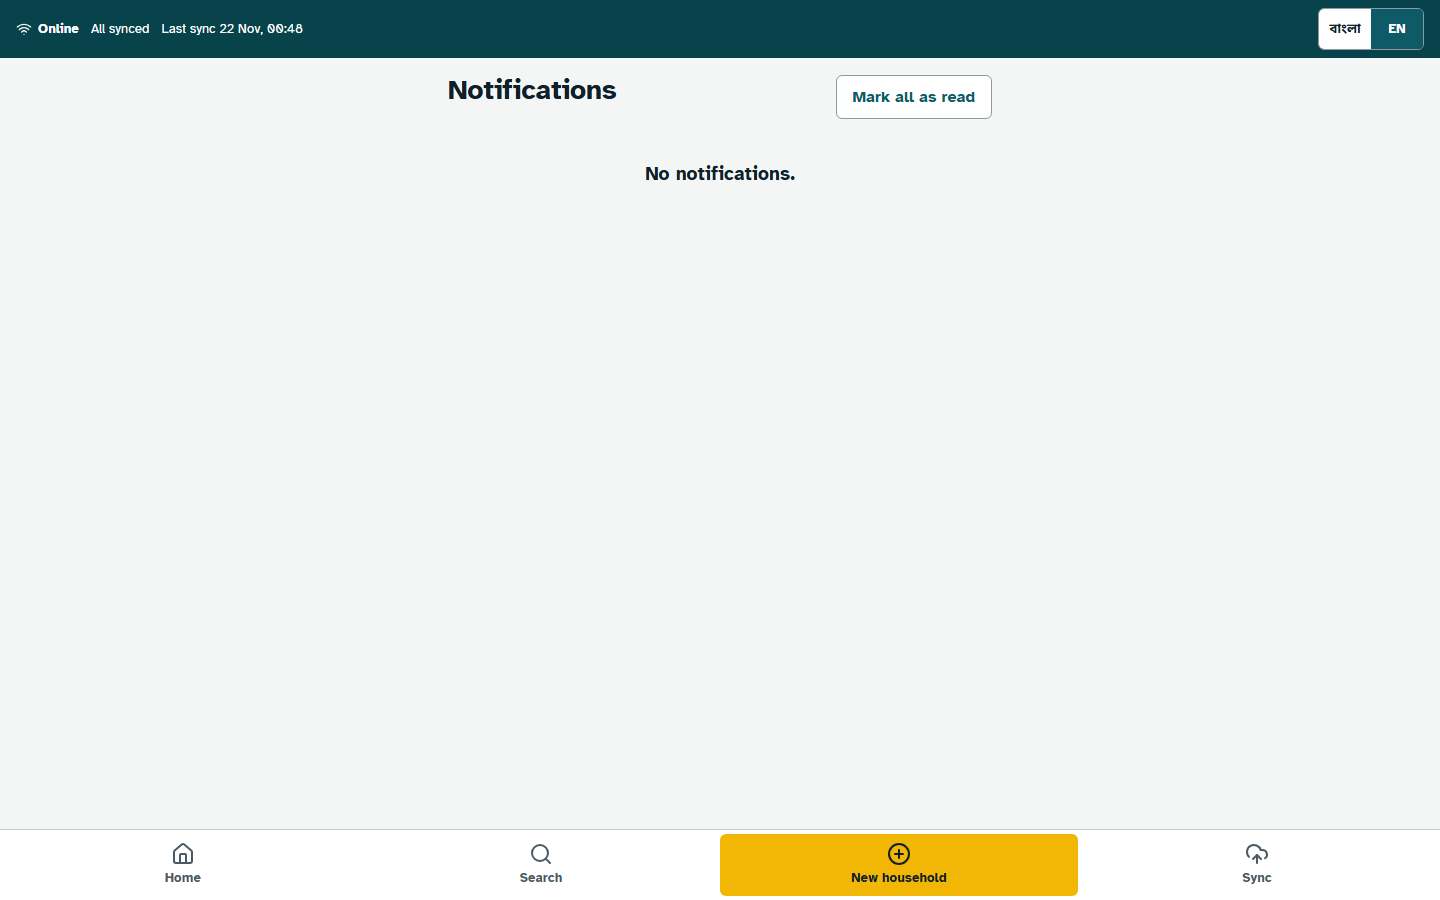 Online All synced Last sync 22 Nov, 00:48
বাংলা EN
Notifications
Mark all as read
No notifications.
Home
Search
New household
Sync